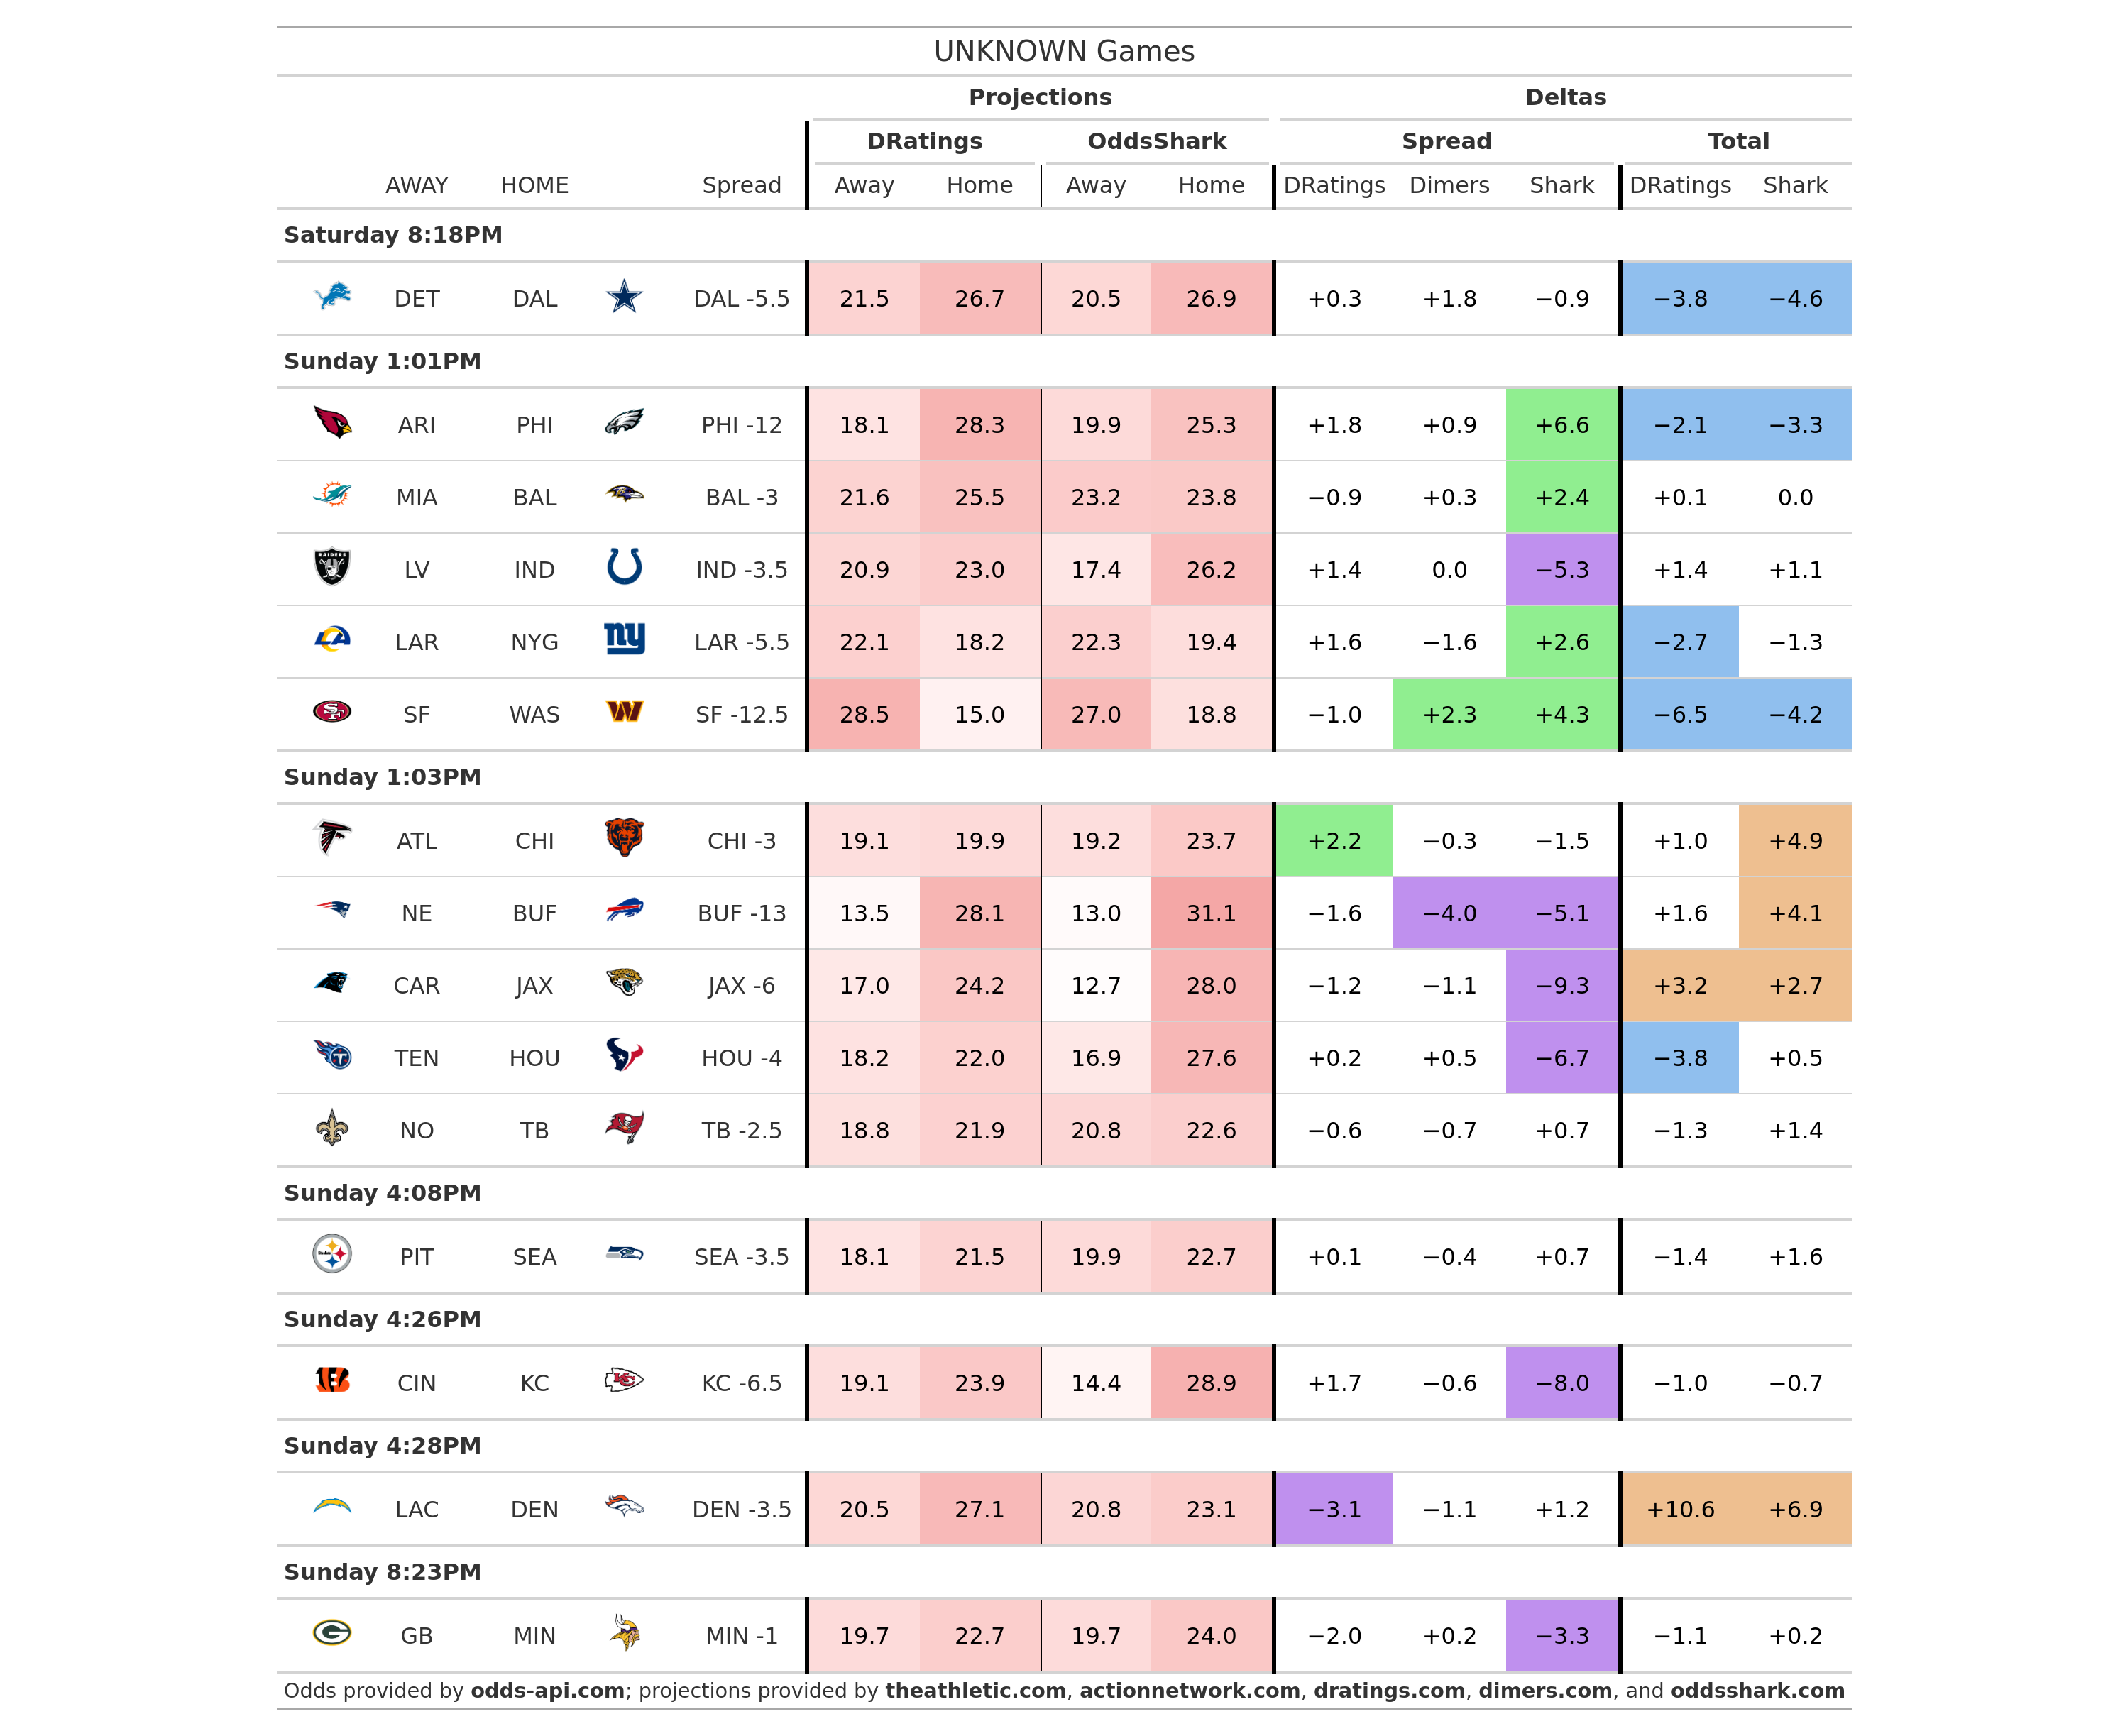 UNKNOWN Games
Projections Deltas
DRatings OddsShark Spread Total
AWAY HOME Spread Away Home Away Home DRatings Dimers Shark DRatings Shark
Saturday 8:18PM
DET DAL DAL -5.5 21.5 26.7 20.5 26.9 +0.3 +1.8 −0.9 −3.8 −4.6
Sunday 1:01PM
ARI PHI PHI -12 18.1 28.3 19.9 25.3 +1.8 +0.9 +6.6 −2.1 −3.3
MIA BAL BAL -3 21.6 25.5 23.2 23.8 −0.9 +0.3 +2.4 +0.1 0.0
RAIDERS LV IND IND -3.5 20.9 23.0 17.4 26.2 +1.4 0.0 −5.3 +1.4 +1.1
LA LAR NYG ny LAR -5.5 22.1 18.2 22.3 19.4 +1.6 −1.6 +2.6 −2.7 −1.3
SF SF WAS W SF -12.5 28.5 15.0 27.0 18.8 −1.0 +2.3 +4.3 −6.5 −4.2
Sunday 1:03PM
ATL CHI CHI -3 19.1 19.9 19.2 23.7 +2.2 −0.3 −1.5 +1.0 +4.9
NE BUF BUF -13 13.5 28.1 13.0 31.1 −1.6 −4.0 −5.1 +1.6 +4.1
CAR JAX JAX -6 17.0 24.2 12.7 28.0 −1.2 −1.1 −9.3 +3.2 +2.7
T TEN HOU HOU -4 18.2 22.0 16.9 27.6 +0.2 +0.5 −6.7 −3.8 +0.5
NO TB TB -2.5 18.8 21.9 20.8 22.6 −0.6 −0.7 +0.7 −1.3 +1.4
Sunday 4:08PM
Steelers PIT SEA SEA -3.5 18.1 21.5 19.9 22.7 +0.1 −0.4 +0.7 −1.4 +1.6
Sunday 4:26PM
B CIN KC KC KC -6.5 19.1 23.9 14.4 28.9 +1.7 −0.6 −8.0 −1.0 −0.7
Sunday 4:28PM
LAC DEN DEN -3.5 20.5 27.1 20.8 23.1 −3.1 −1.1 +1.2 +10.6 +6.9
Sunday 8:23PM
G GB MIN MIN -1 19.7 22.7 19.7 24.0 −2.0 +0.2 −3.3 −1.1 +0.2
Odds provided by odds-api.com; projections provided by theathletic.com, actionnetwork.com, dratings.com, dimers.com, and oddsshark.com